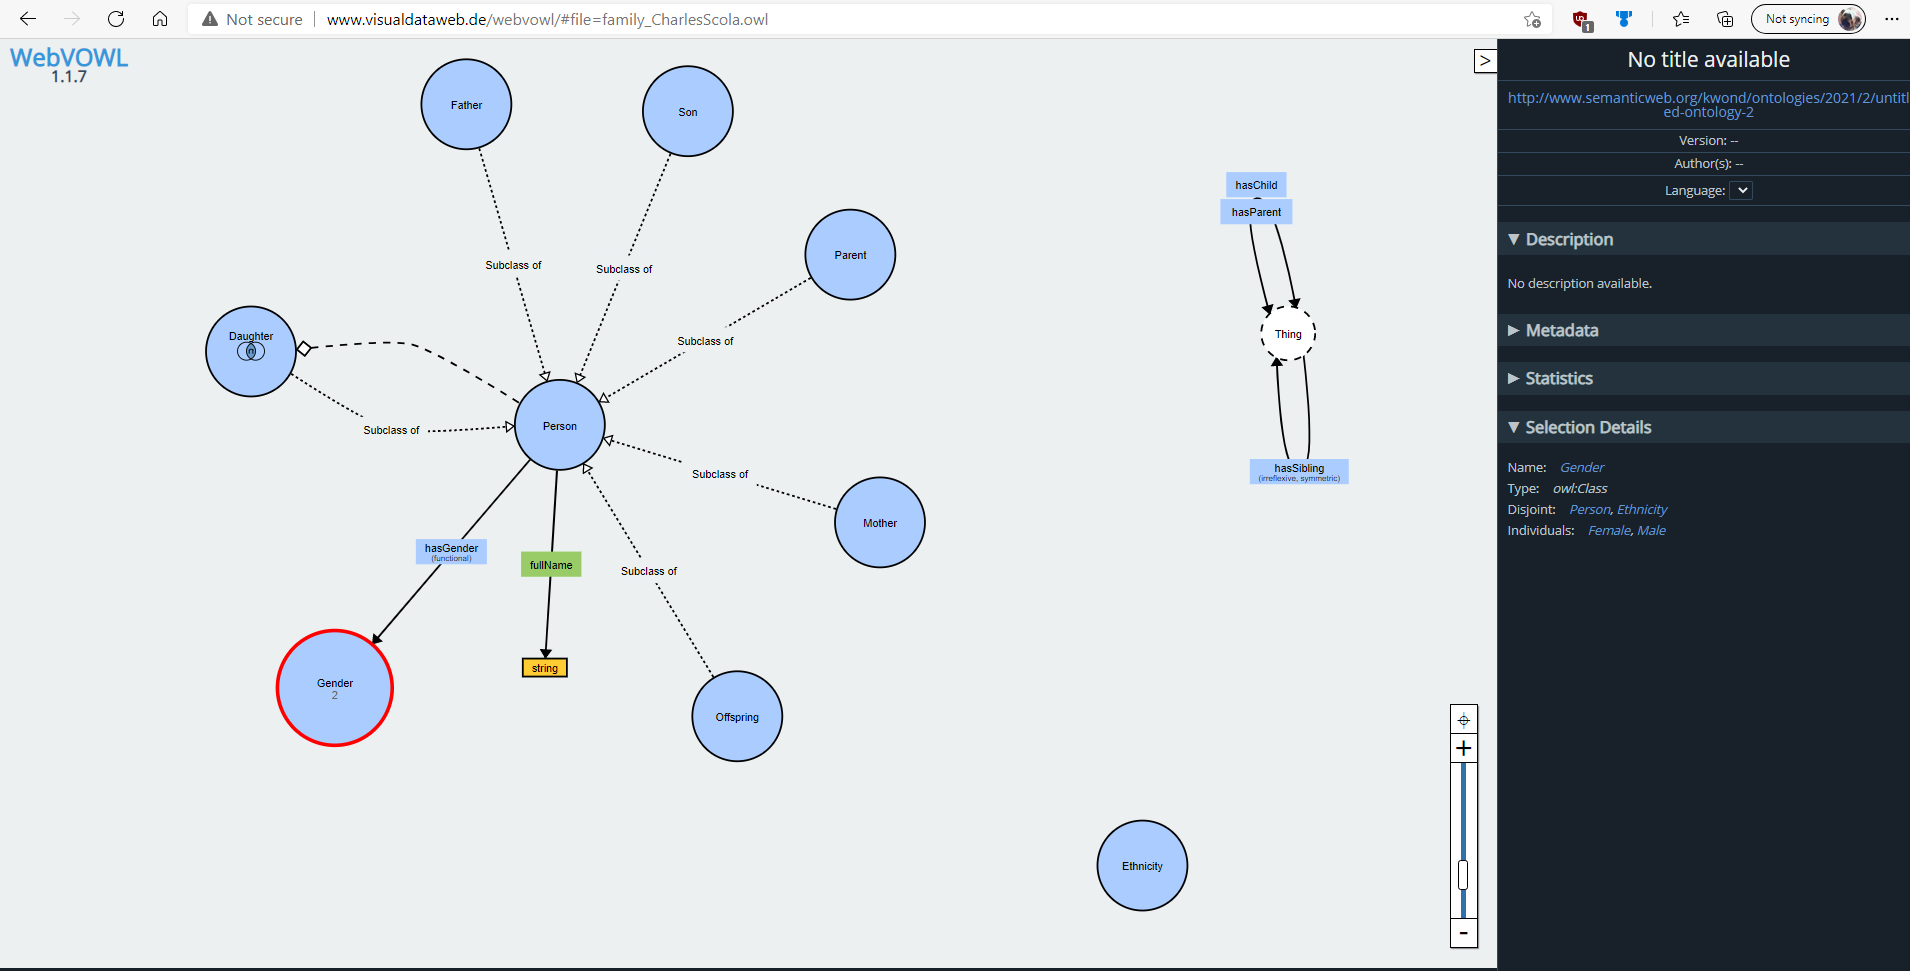 Not secure
www.visualdataweb.de/webvowl/#file=family_CharlesScola.owl
1
Not syncing
WebVOWL
1.1.7
Father
Son
Parent
Subclass of
Subclass of
Subclass of
Daughter
Subclass of
Person
Subclass of
Mother
hasGender
(functional)
fullName
Subclass of
string
Gender
2
Offspring
Ethnicity
hasChild
hasParent
Thing
hasSibling
(irreflexive, symmetric)
+
-
>
No title available
http://www.semanticweb.org/kwond/ontologies/2021/2/untitl
ed-ontology-2
Version: --
Author(s): --
Language:
▼ Description
No description available.
▶ Metadata
▶ Statistics
▼ Selection Details
Name: Gender
Type: owl:Class
Disjoint: Person, Ethnicity
Individuals: Female, Male